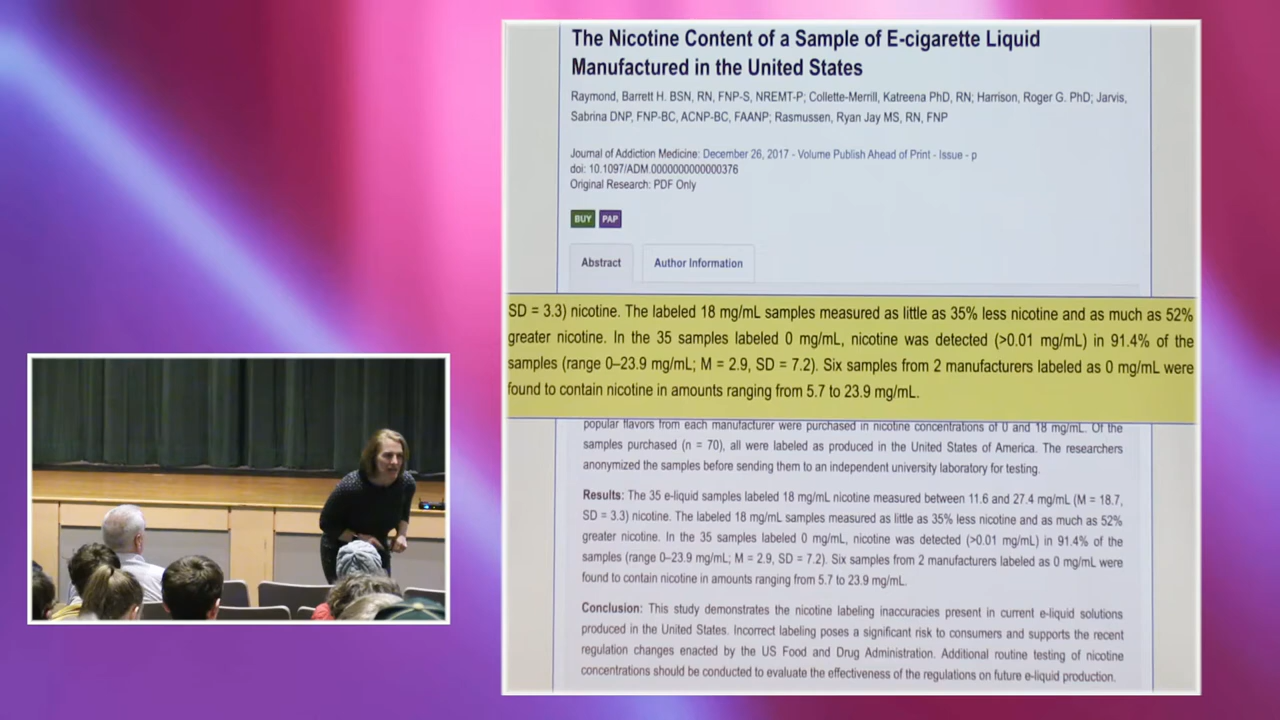 The Nicotine Content of a Sample of E-cigarette Liquid
Manufactured in the United States
Raymond, Barrett H. BSN, RN, FNP-S, NREMT-P; Collette-Merrill, Katreena PhD, RN; Harrison, Roger G. PhD; Jarvis,
Sabrina DNP, FNP-BC, ACNP-BC, FAANP; Rasmussen, Ryan Jay MS, RN, FNP
Journal of Addiction Medicine: December 26, 2017 - Volume Publish Ahead of Print - Issue - p
doi: 10.1097/ADM.0000000000000376
Original Research: PDF Only
BUY PAP
Abstract Author Information
SD = 3.3) nicotine. The labeled 18 mg/mL samples measured as little as 35% less nicotine and as much as 52%
greater nicotine. In the 35 samples labeled 0 mg/mL, nicotine was detected (>0.01 mg/mL) in 91.4% of the
samples (range 0–23.9 mg/mL; M = 2.9, SD = 7.2). Six samples from 2 manufacturers labeled as 0 mg/mL were
found to contain nicotine in amounts ranging from 5.7 to 23.9 mg/mL.
popular flavors from each manufacturer were purchased in nicotine concentrations of 0 and 18 mg/mL. Of the
samples purchased (n = 70), all were labeled as produced in the United States of America. The researchers
anonymized the samples before sending them to an independent university laboratory for testing.
Results: The 35 e-liquid samples labeled 18 mg/mL nicotine measured between 11.6 and 27.4 mg/mL (M = 18.7,
SD = 3.3) nicotine. The labeled 18 mg/mL samples measured as little as 35% less nicotine and as much as 52%
greater nicotine. In the 35 samples labeled 0 mg/mL, nicotine was detected (>0.01 mg/mL) in 91.4% of the
samples (range 0–23.9 mg/mL; M = 2.9, SD = 7.2). Six samples from 2 manufacturers labeled as 0 mg/mL were
found to contain nicotine in amounts ranging from 5.7 to 23.9 mg/mL.
Conclusion: This study demonstrates the nicotine labeling inaccuracies present in current e-liquid solutions
produced in the United States. Incorrect labeling poses a significant risk to consumers and supports the recent
regulation changes enacted by the US Food and Drug Administration. Additional routine testing of nicotine
concentrations should be conducted to evaluate the effectiveness of the regulations on future e-liquid production.